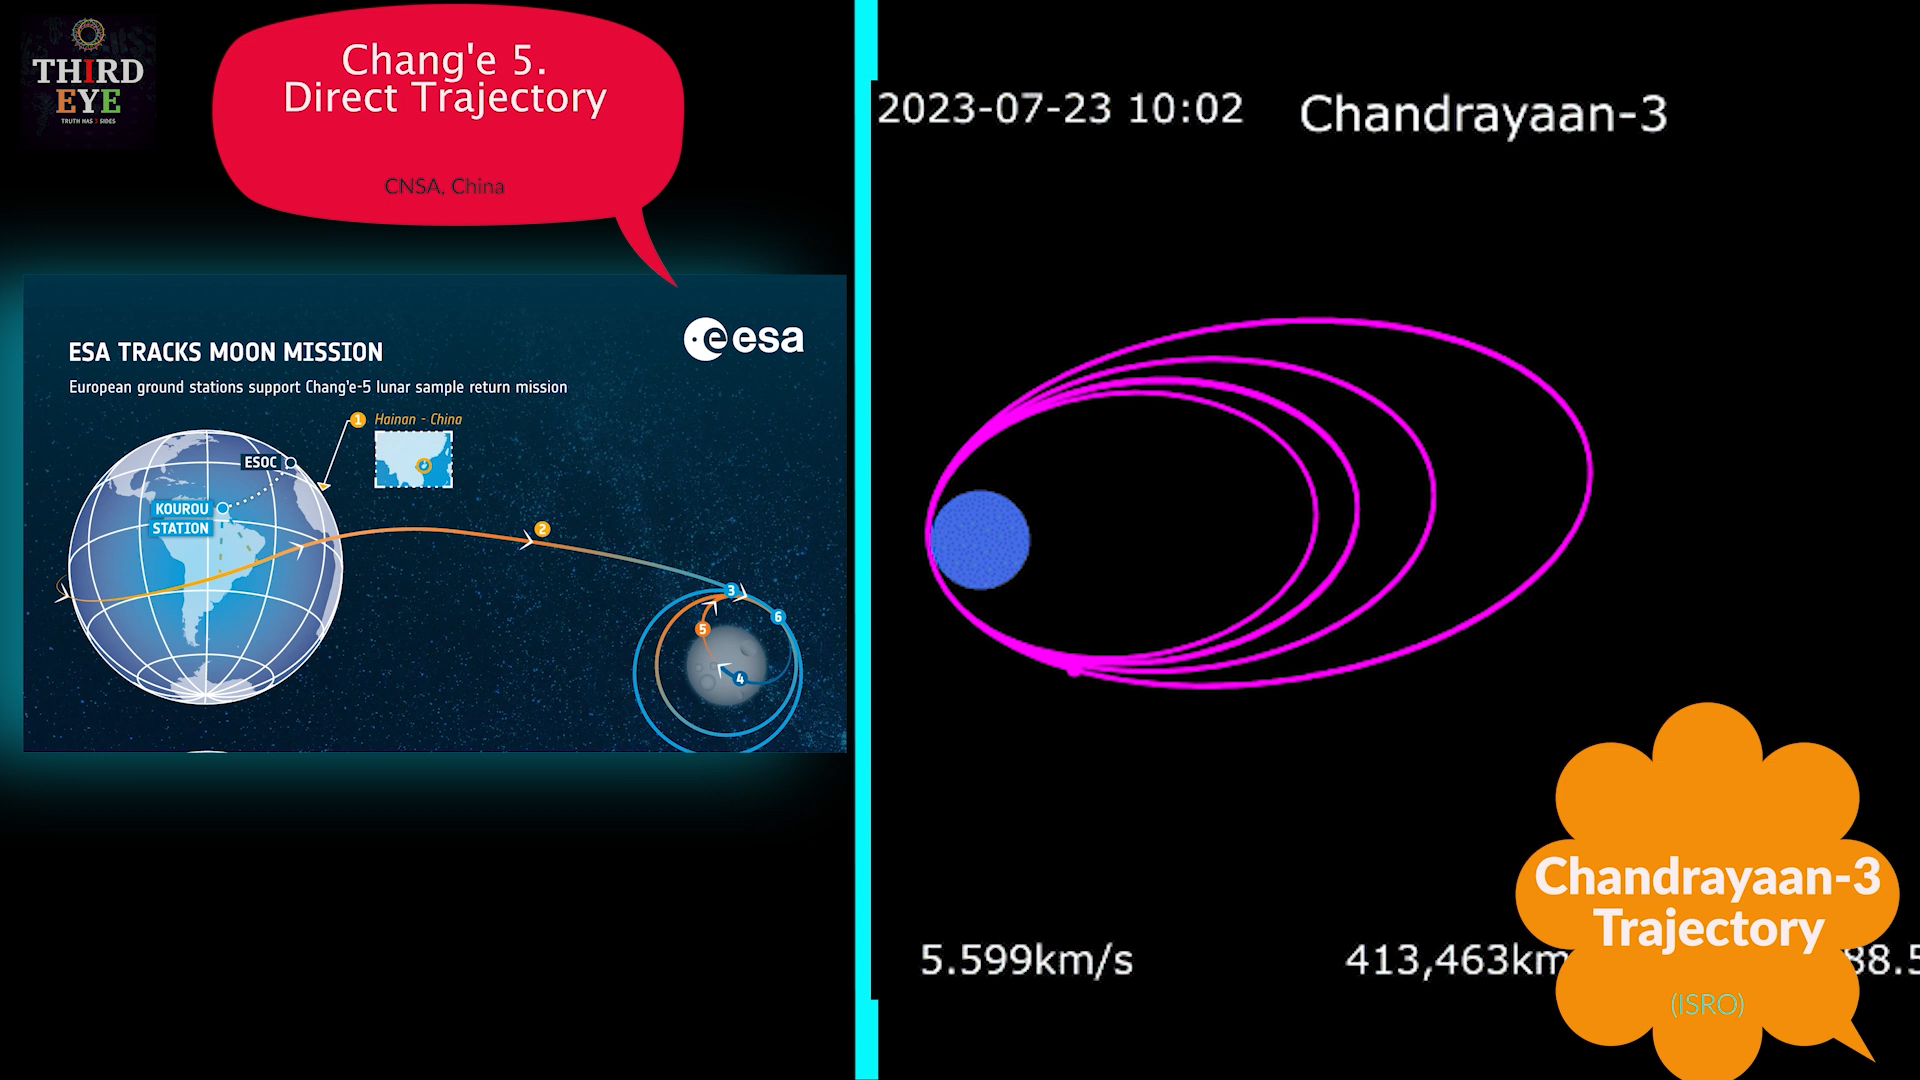 THIRD
EYE
TRUTH HAS 3 SIDES
Chang'e 5.
Direct Trajectory
CNSA, China
esa
ESA TRACKS MOON MISSION
European ground stations support Chang'e-5 lunar sample return mission
1
Hainan - China
ESOC
KOUROU
STATION
2
3
6
5
4
2023-07-23 10:02
Chandrayaan-3
5.599km/s
413,463km
88.5
Chandrayaan-3
Trajectory
(ISRO)